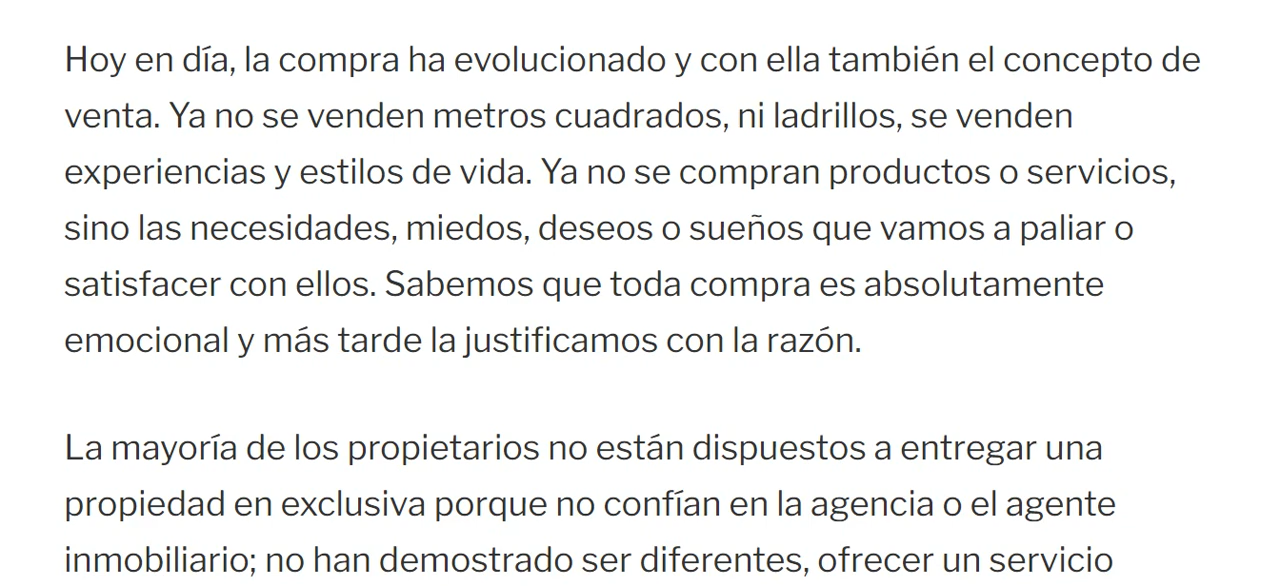 Hoy en día, la compra ha evolucionado y con ella también el concepto de
venta. Ya no se venden metros cuadrados, ni ladrillos, se venden
experiencias y estilos de vida. Ya no se compran productos o servicios,
sino las necesidades, miedos, deseos o sueños que vamos a paliar o
satisfacer con ellos. Sabemos que toda compra es absolutamente
emocional y más tarde la justificamos con la razón.
La mayoría de los propietarios no están dispuestos a entregar una
propiedad en exclusiva porque no confían en la agencia o el agente
inmobiliario; no han demostrado ser diferentes, ofrecer un servicio